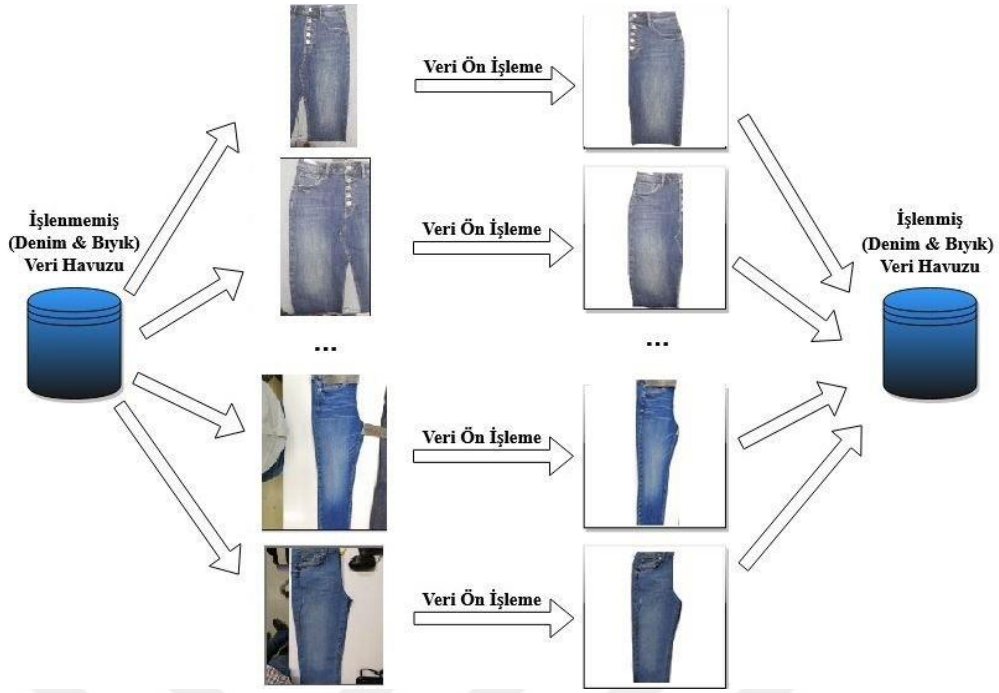 Veri Ön İşleme
Veri Ön İşleme
İşlenmemiş
(Denim & Bıyık)
Veri Havuzu
İşlenmiş
(Denim & Bıyık)
Veri Havuzu
...
...
Veri Ön İşleme
Veri Ön İşleme